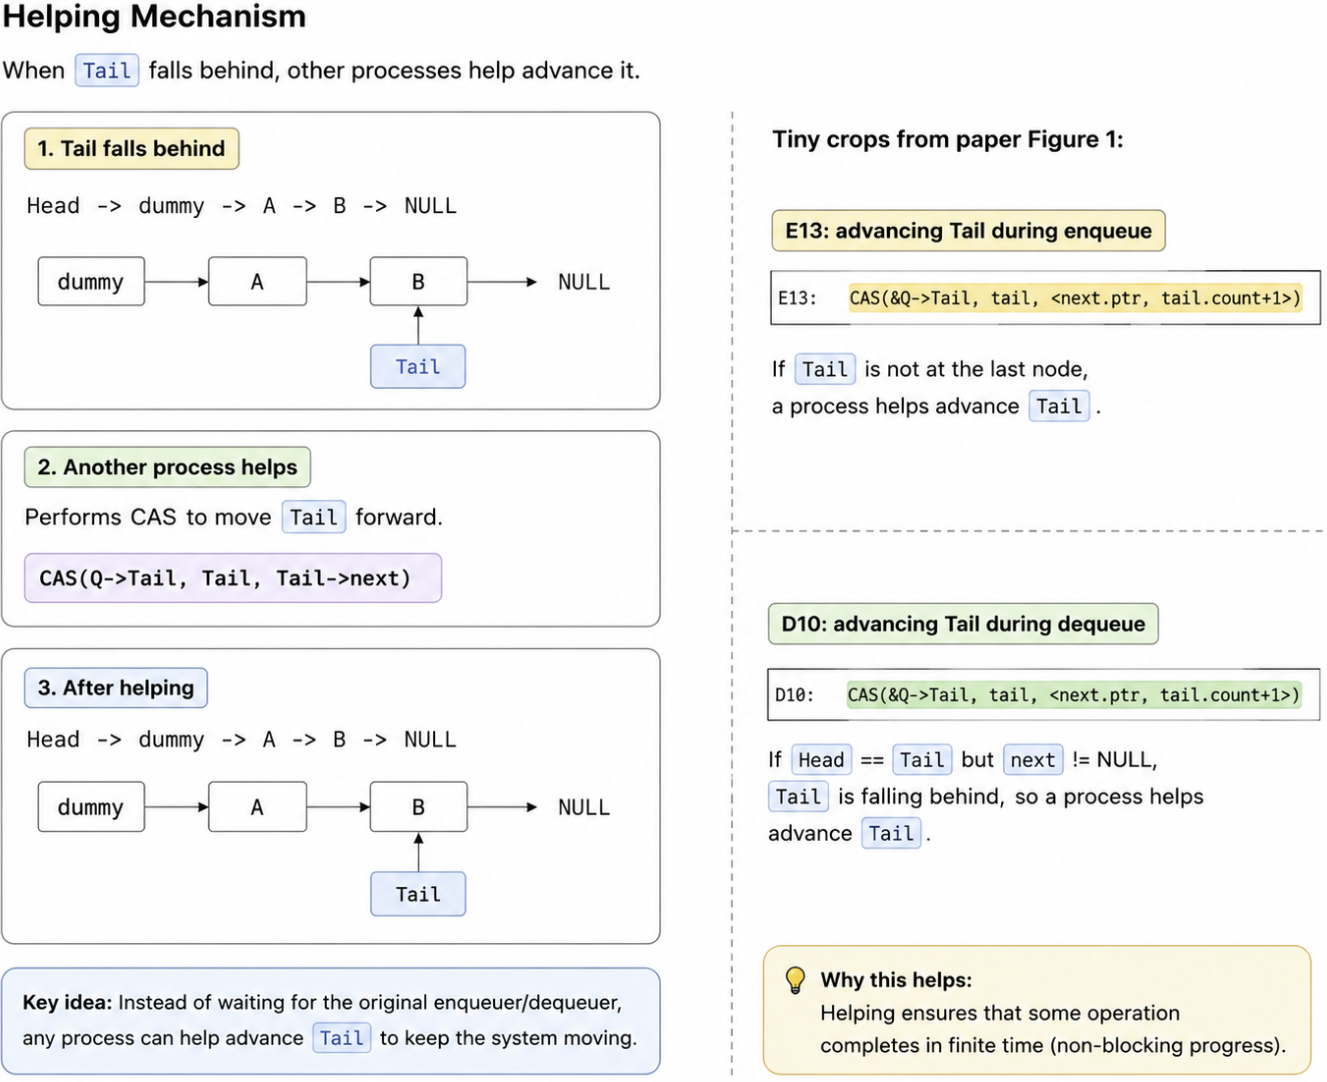 Helping Mechanism
When Tail falls behind, other processes help advance it.
1. Tail falls behind
Head -> dummy -> A -> B -> NULL
dummy A B NULL
Tail
2. Another process helps
Performs CAS to move Tail forward.
CAS(Q->Tail, Tail, Tail->next)
3. After helping
Head -> dummy -> A -> B -> NULL
dummy A B NULL
Tail
Key idea: Instead of waiting for the original enqueuer/dequeuer,
any process can help advance Tail to keep the system moving.
Tiny crops from paper Figure 1:
E13: advancing Tail during enqueue
E13: CAS(&Q->Tail, tail, <next.ptr, tail.count+1>)
If Tail is not at the last node,
a process helps advance Tail .
D10: advancing Tail during dequeue
D10: CAS(&Q->Tail, tail, <next.ptr, tail.count+1>)
If Head == Tail but next != NULL,
Tail is falling behind, so a process helps
advance Tail .
Why this helps:
Helping ensures that some operation
completes in finite time (non-blocking progress).